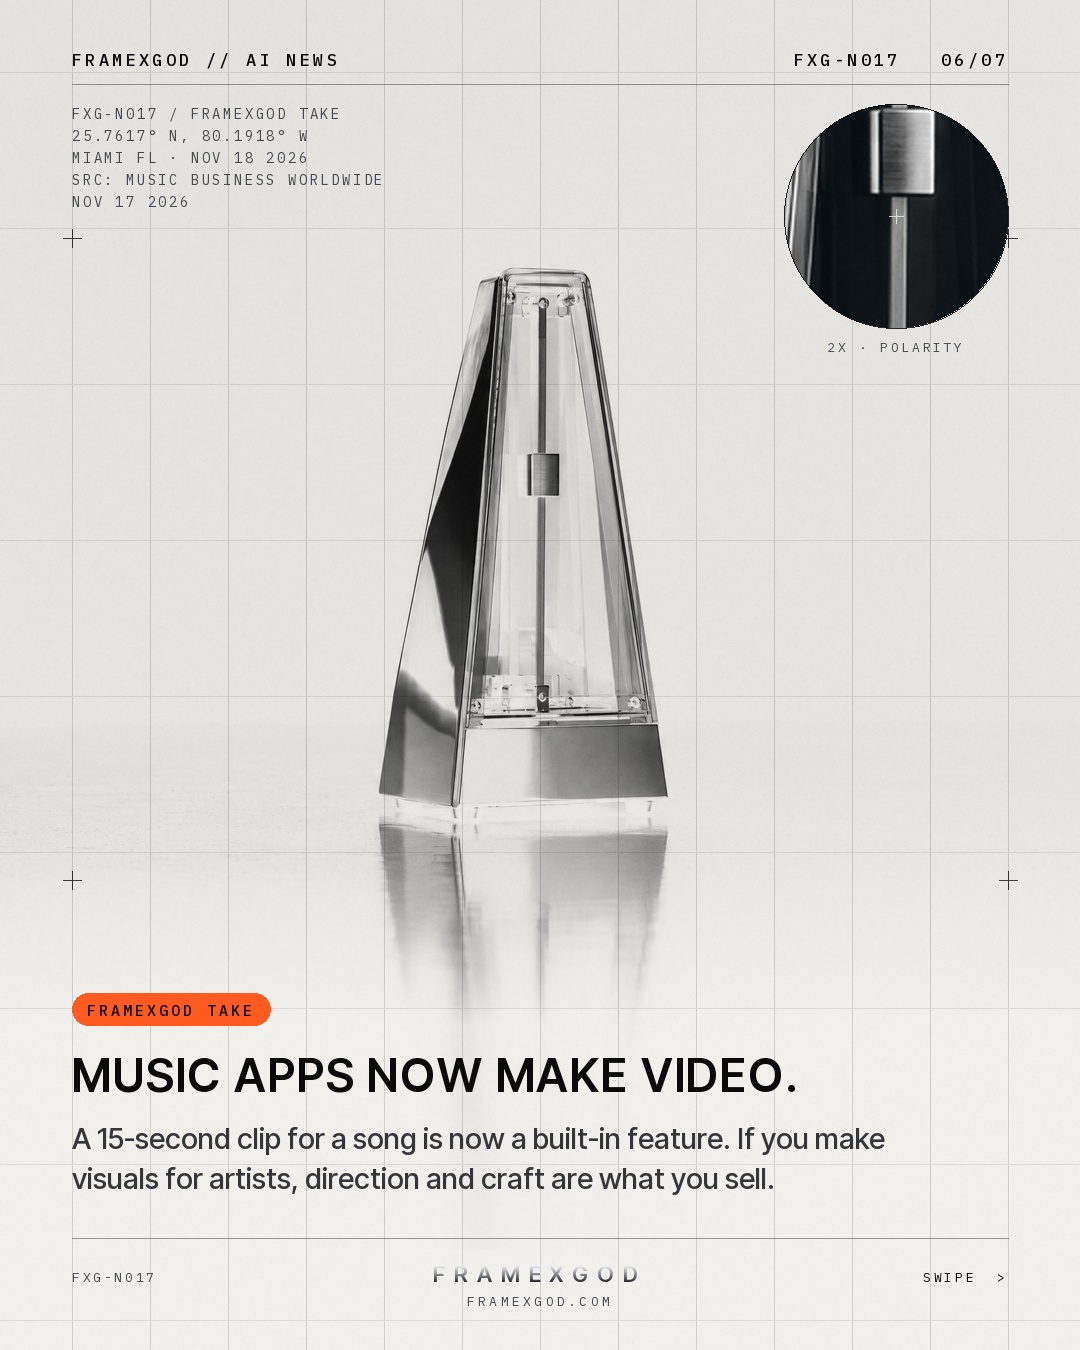 FRAMEXGOD // AI NEWS
FXG-N017 06/07
FXG-N017 / FRAMEXGOD TAKE
25.7617° N, 80.1918° W
MIAMI FL · NOV 18 2026
SRC: MUSIC BUSINESS WORLDWIDE
NOV 17 2026
2X · POLARITY
FRAMEXGOD TAKE
MUSIC APPS NOW MAKE VIDEO.
A 15-second clip for a song is now a built-in feature. If you make
visuals for artists, direction and craft are what you sell.
FXG-N017
FRAMEXGOD
FRAMEXGOD.COM
SWIPE >